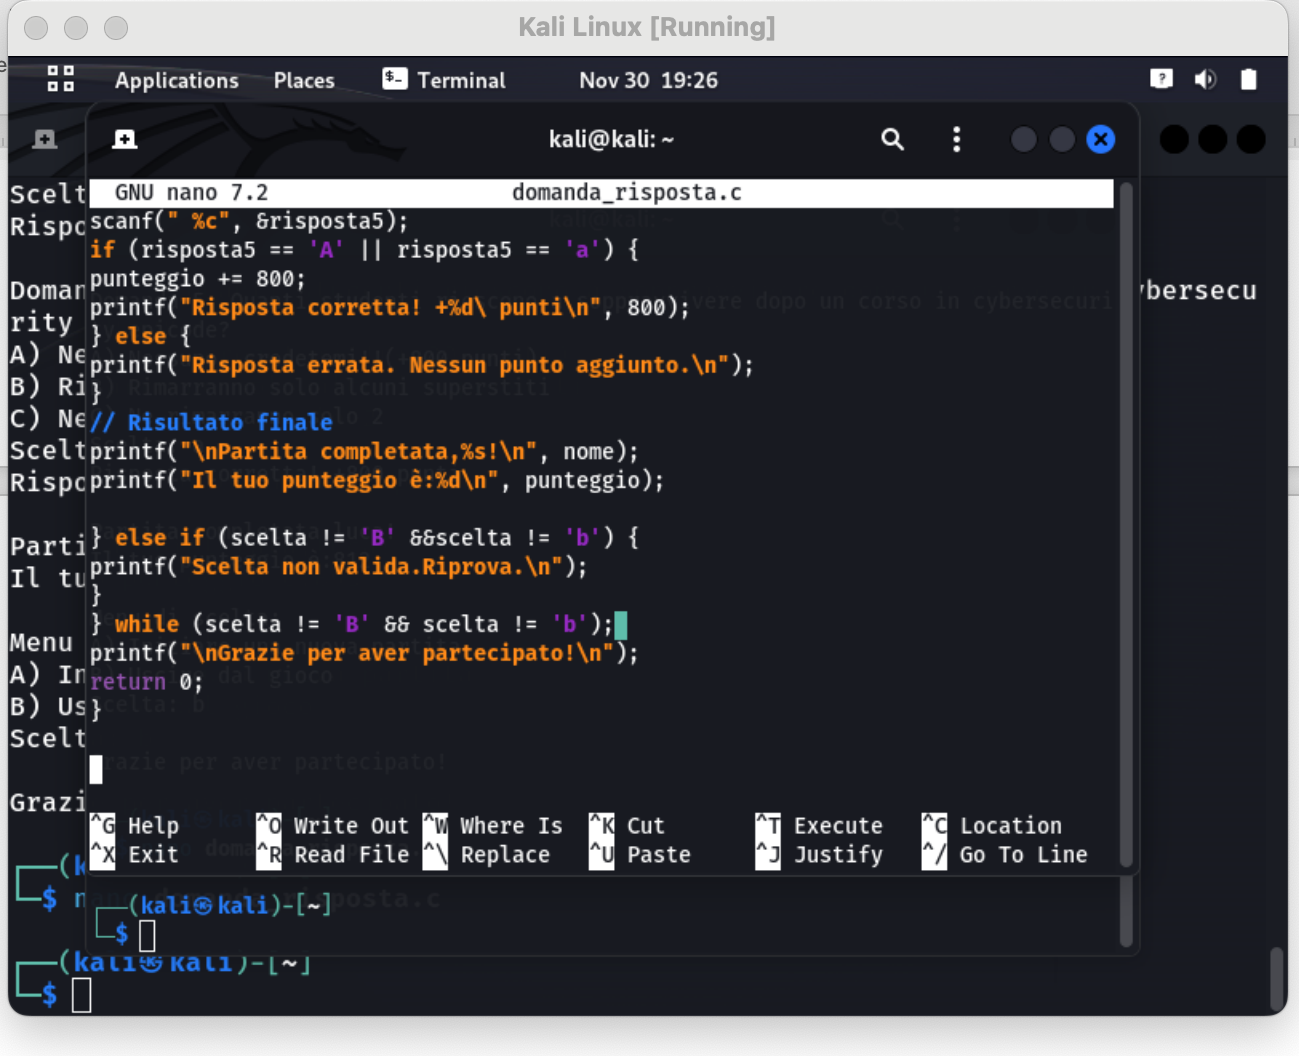 Kali Linux [Running]
Applications Places Terminal Nov 30 19:26
kali@kali: ~
GNU nano 7.2 domanda_risposta.c
scanf(" %c", &risposta5);
if (risposta5 == 'A' || risposta5 == 'a') {
punteggio += 800;
printf("Risposta corretta! +%d\ punti\n", 800);
} else {
printf("Risposta errata. Nessun punto aggiunto.\n");
}
// Risultato finale
printf("\nPartita completata,%s!\n", nome);
printf("Il tuo punteggio è:%d\n", punteggio);
} else if (scelta != 'B' &&scelta != 'b') {
printf("Scelta non valida.Riprova.\n");
}
} while (scelta != 'B' && scelta != 'b');
printf("\nGrazie per aver partecipato!\n");
return 0;
}
^G Help ^O Write Out ^W Where Is ^K Cut ^T Execute ^C Location
^X Exit ^R Read File ^\ Replace ^U Paste ^J Justify ^/ Go To Line
(kali㉿kali)-[~]
$
Scelt
Rispo
Doman
ybersecu
rity
A) Ne
B) Ri
C) Ne
Scelt
Rispo
Parti
Il tu
Menu
A) In
B) Us
Scelt
Grazi
(k
$ n
(kali㉿kali)-[~]
$